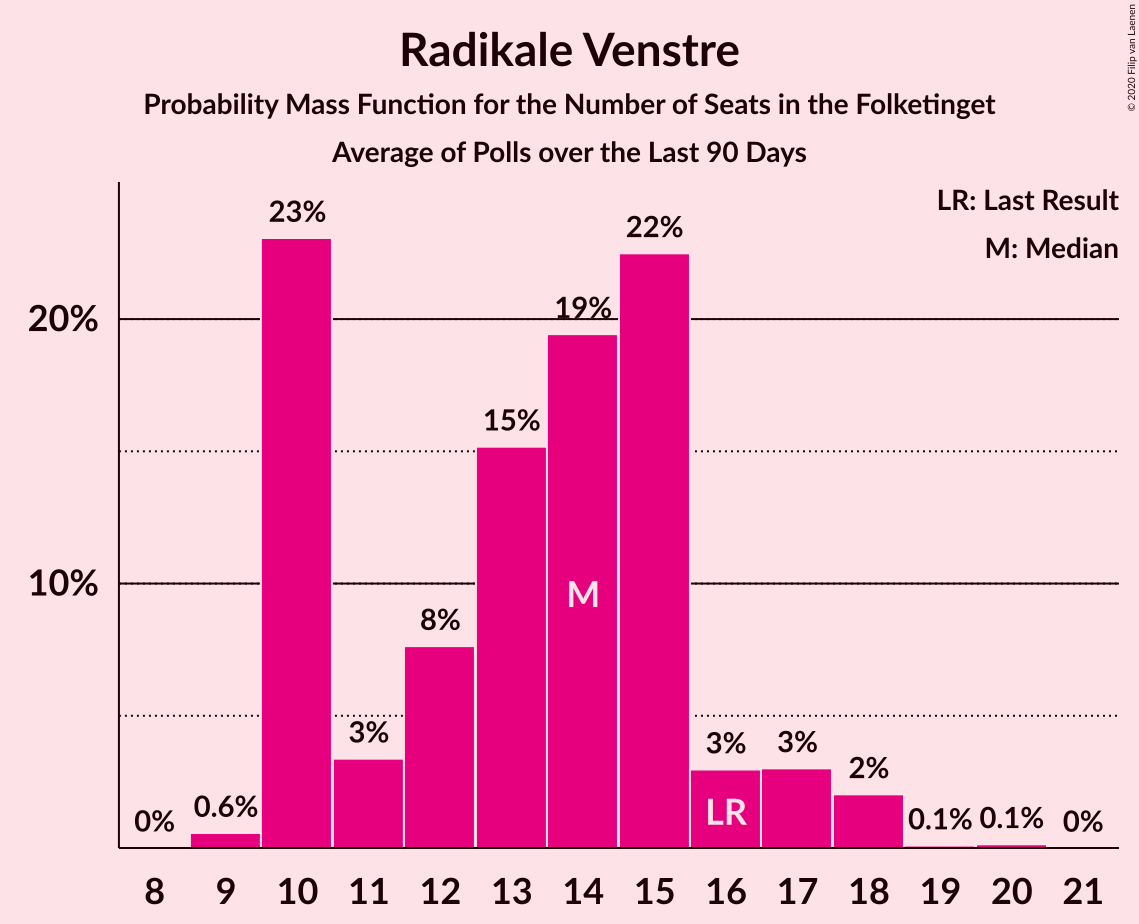 Radikale Venstre
Probability Mass Function for the Number of Seats in the Folketinget
Average of Polls over the Last 90 Days
© 2020 Filip van Laenen
LR: Last Result
M: Median
20%
10%
0%
0.6%
23%
3%
8%
15%
19%
22%
3%
3%
2%
0.1%
0.1%
0%
M
LR
8 9 10 11 12 13 14 15 16 17 18 19 20 21